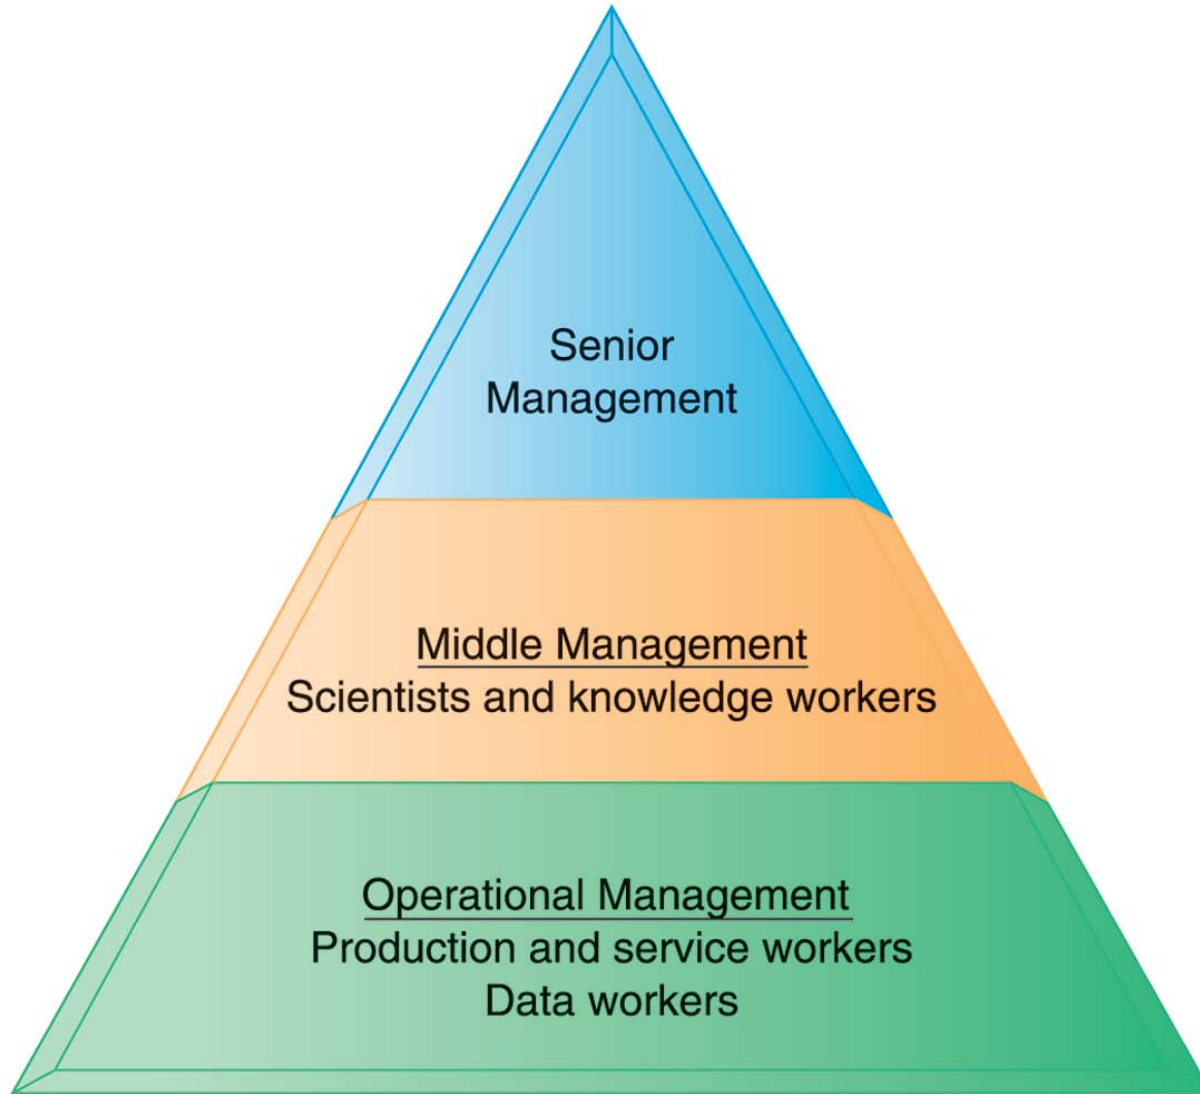 Senior
Management
Middle Management
Scientists and knowledge workers
Operational Management
Production and service workers
Data workers